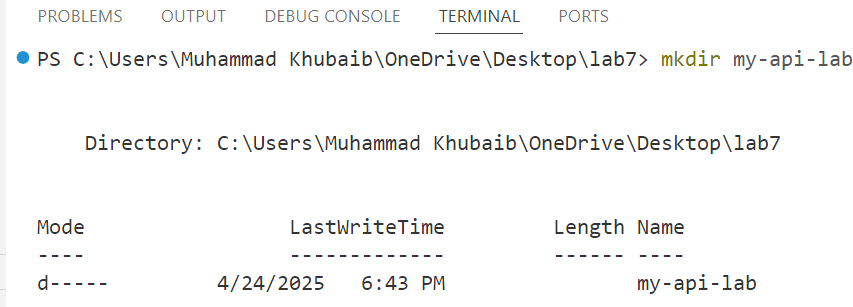 PROBLEMS OUTPUT DEBUG CONSOLE TERMINAL PORTS
PS C:\Users\Muhammad Khubaib\OneDrive\Desktop\lab7> mkdir my-api-lab
Directory: C:\Users\Muhammad Khubaib\OneDrive\Desktop\lab7
Mode LastWriteTime Length Name
---- ------------- ------ ----
d----- 4/24/2025 6:43 PM my-api-lab